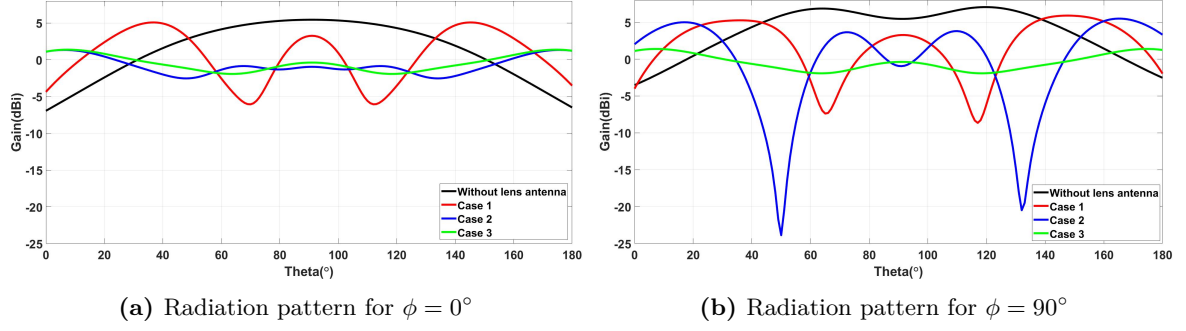 5
0
-5
-10
-15
-20
-25
Gain(dBi)
0 20 40 60 80 100 120 140 160 180
Theta(°)
Without lens antenna
Case 1
Case 2
Case 3
(a) Radiation pattern for ϕ = 0°
5
0
-5
-10
-15
-20
-25
Gain(dBi)
0 20 40 60 80 100 120 140 160 180
Theta(°)
Without lens antenna
Case 1
Case 2
Case 3
(b) Radiation pattern for ϕ = 90°